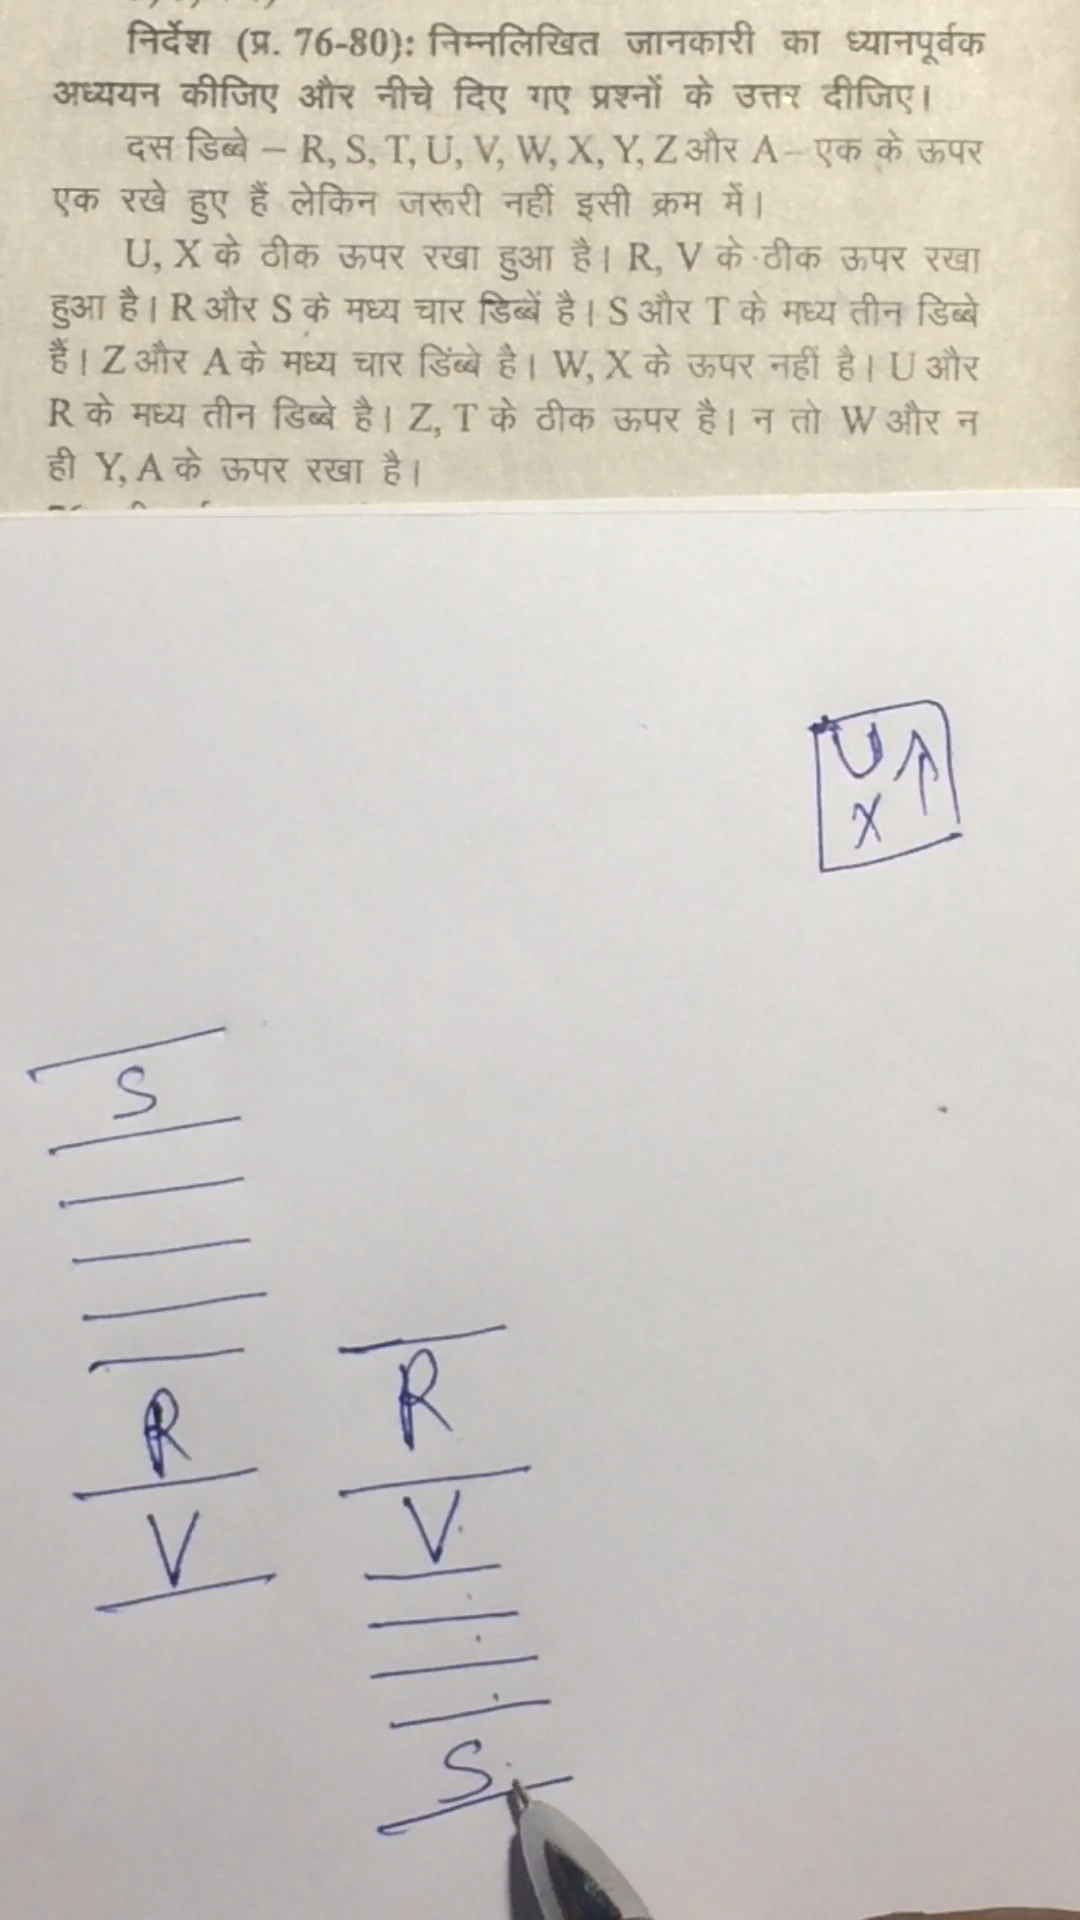 निर्देश (प्र. 76-80): निम्नलिखित जानकारी का ध्यानपूर्वक
अध्ययन कीजिए और नीचे दिए गए प्रश्नों के उत्तर दीजिए।
दस डिब्बे – R, S, T, U, V, W, X, Y, Z और A – एक के ऊपर
एक रखे हुए हैं लेकिन जरूरी नहीं इसी क्रम में।
U, X के ठीक ऊपर रखा हुआ है। R, V के ठीक ऊपर रखा
हुआ है। R और S के मध्य चार डिब्बें है। S और T के मध्य तीन डिब्बे
हैं। Z और A के मध्य चार डिंब्बे है। W, X के ऊपर नहीं है। U और
R के मध्य तीन डिब्बे है। Z, T के ठीक ऊपर है। न तो W और न
ही Y, A के ऊपर रखा है।
U
X
S
R
V
R
V
S